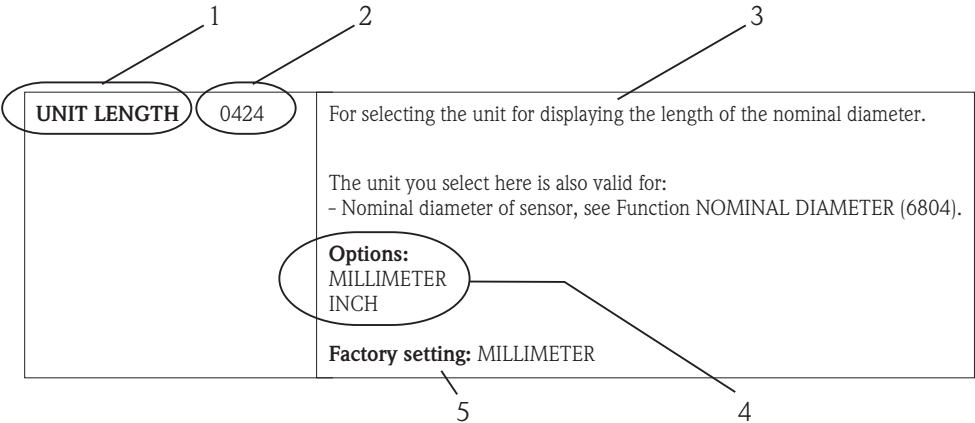 1
2
3
UNIT LENGTH
0424
For selecting the unit for displaying the length of the nominal diameter.
The unit you select here is also valid for:
- Nominal diameter of sensor, see Function NOMINAL DIAMETER (6804).
Options:
MILLIMETER
INCH
Factory setting: MILLIMETER
5
4